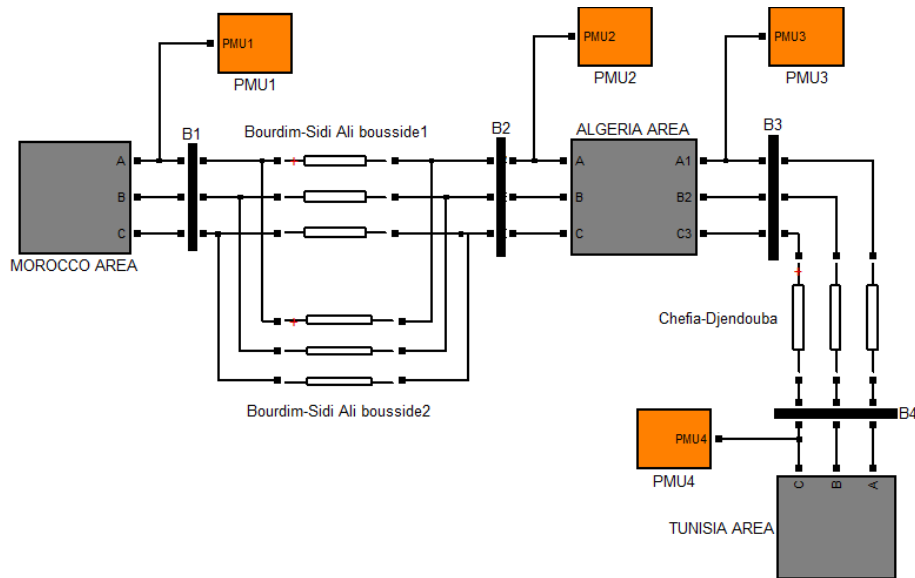 PMU1
PMU1
PMU2
PMU2
PMU3
PMU3
B1
Bourdim-Sidi Ali bousside1
B2
ALGERIA AREA
B3
A
B
C
MOROCCO AREA
A
B
C
A1
B2
C3
Chefia-Djendouba
Bourdim-Sidi Ali bousside2
B4
PMU4
PMU4
C
B
A
TUNISIA AREA